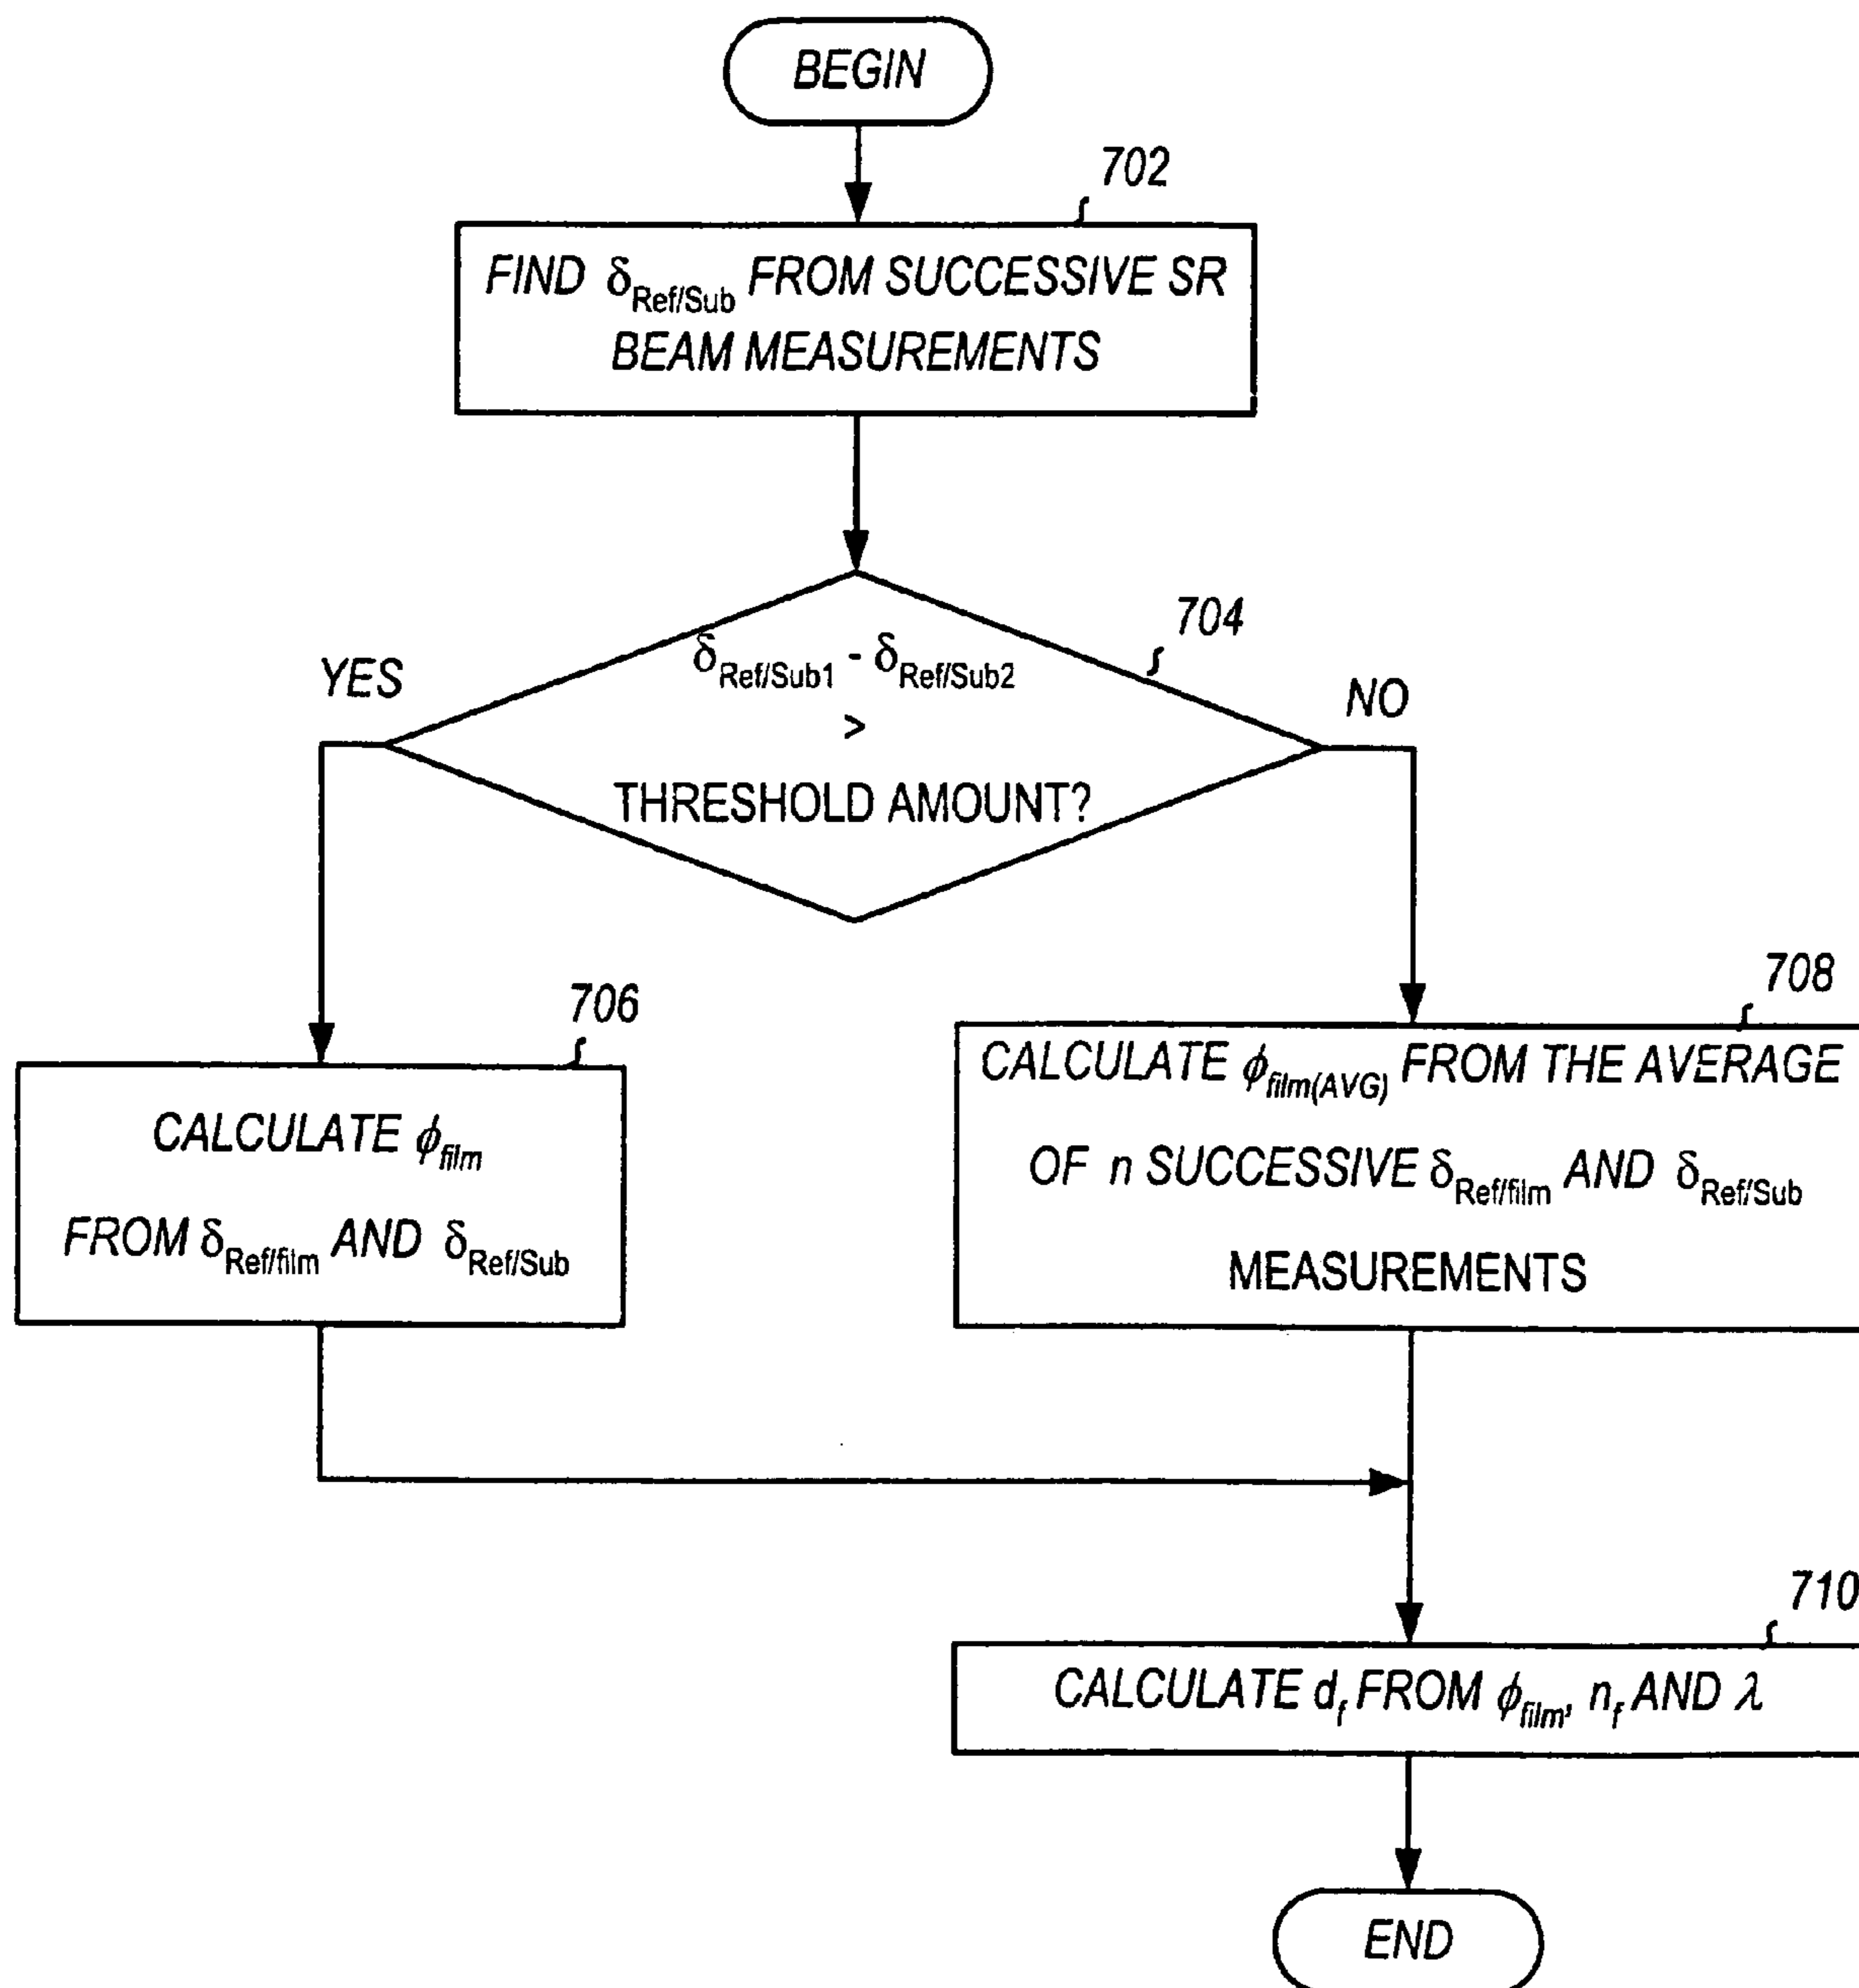 BEGIN
702
FIND δRef/Sub FROM SUCCESSIVE SR
BEAM MEASUREMENTS
704
δRef/Sub1 - δRef/Sub2
>
THRESHOLD AMOUNT?
YES
NO
706
CALCULATE ϕfilm
FROM δRef/film AND δRef/Sub
708
CALCULATE ϕfilm(AVG) FROM THE AVERAGE
OF n SUCCESSIVE δRef/film AND δRef/Sub
MEASUREMENTS
710
CALCULATE df FROM ϕfilm, nf AND λ
END